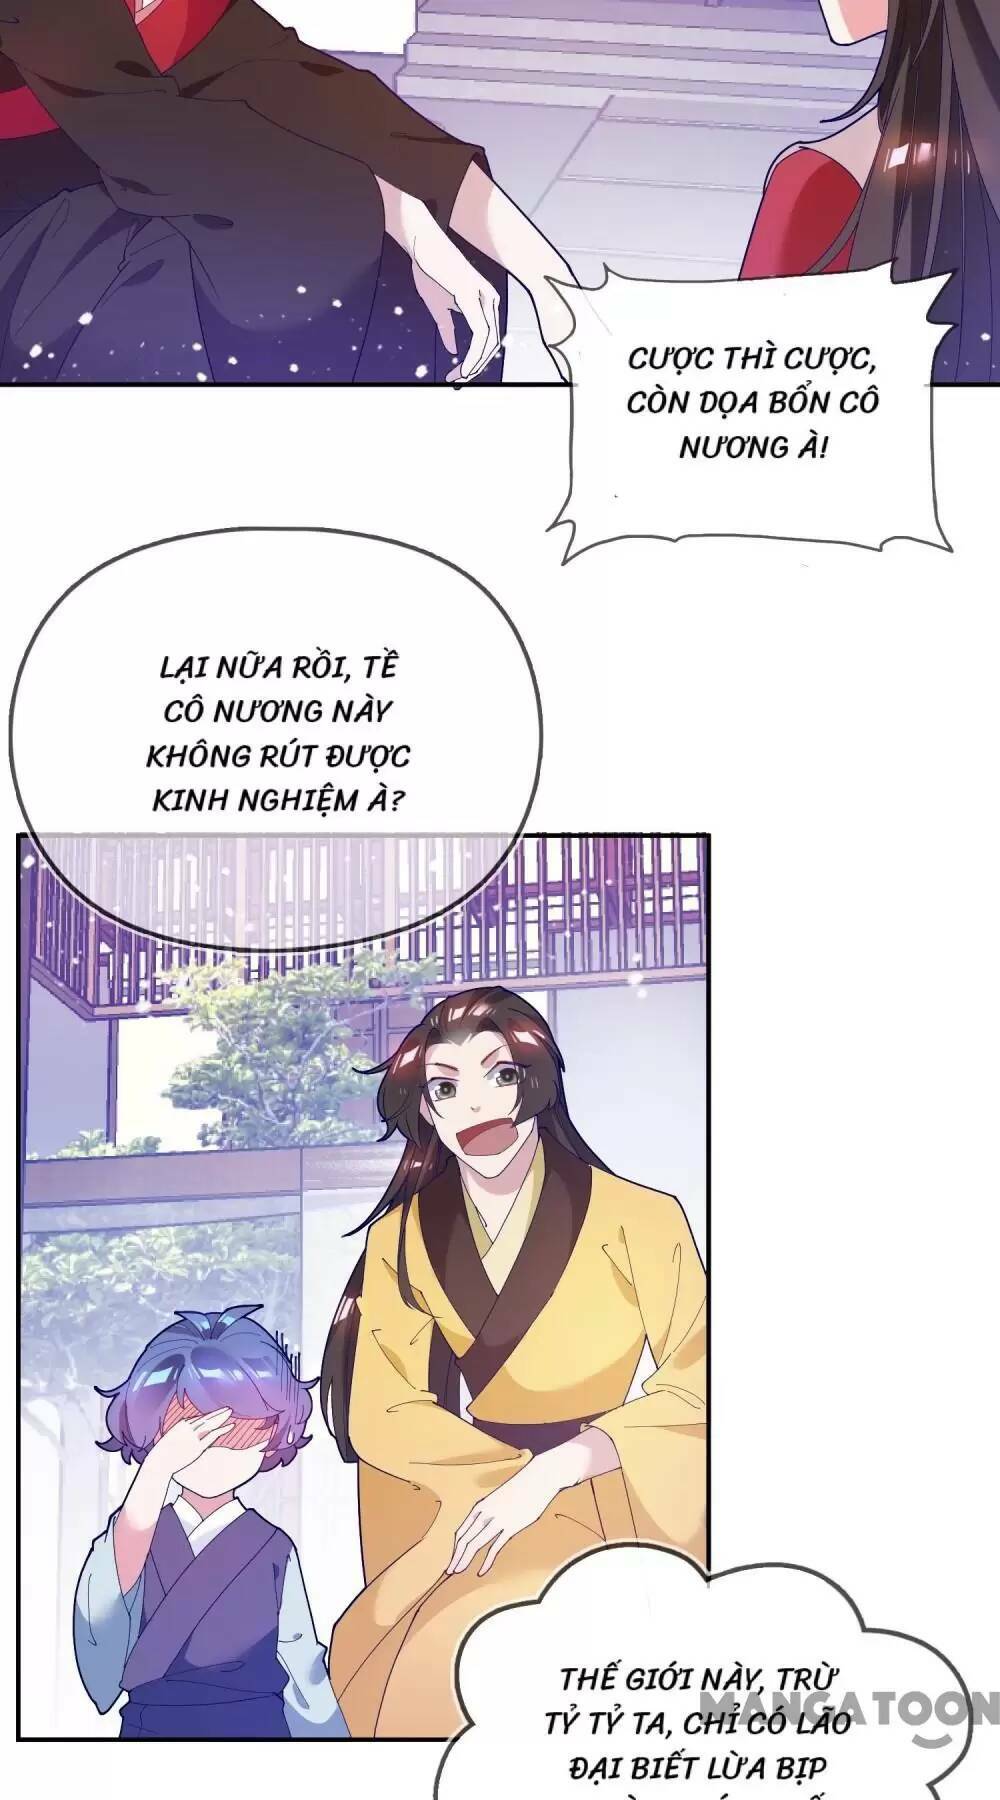 CƯỢC THÌ CƯỢC,
CÒN DỌA BỔN CÔ
NƯƠNG À!
LẠI NỮA RỒI, TỀ
CÔ NƯƠNG NÀY
KHÔNG RÚT ĐƯỢC
KINH NGHIỆM À?
THẾ GIỚI NÀY, TRỪ
TỶ TỶ TA, CHỈ CÓ LÃO
ĐẠI BIẾT LỪA BỊP
MANGATOON